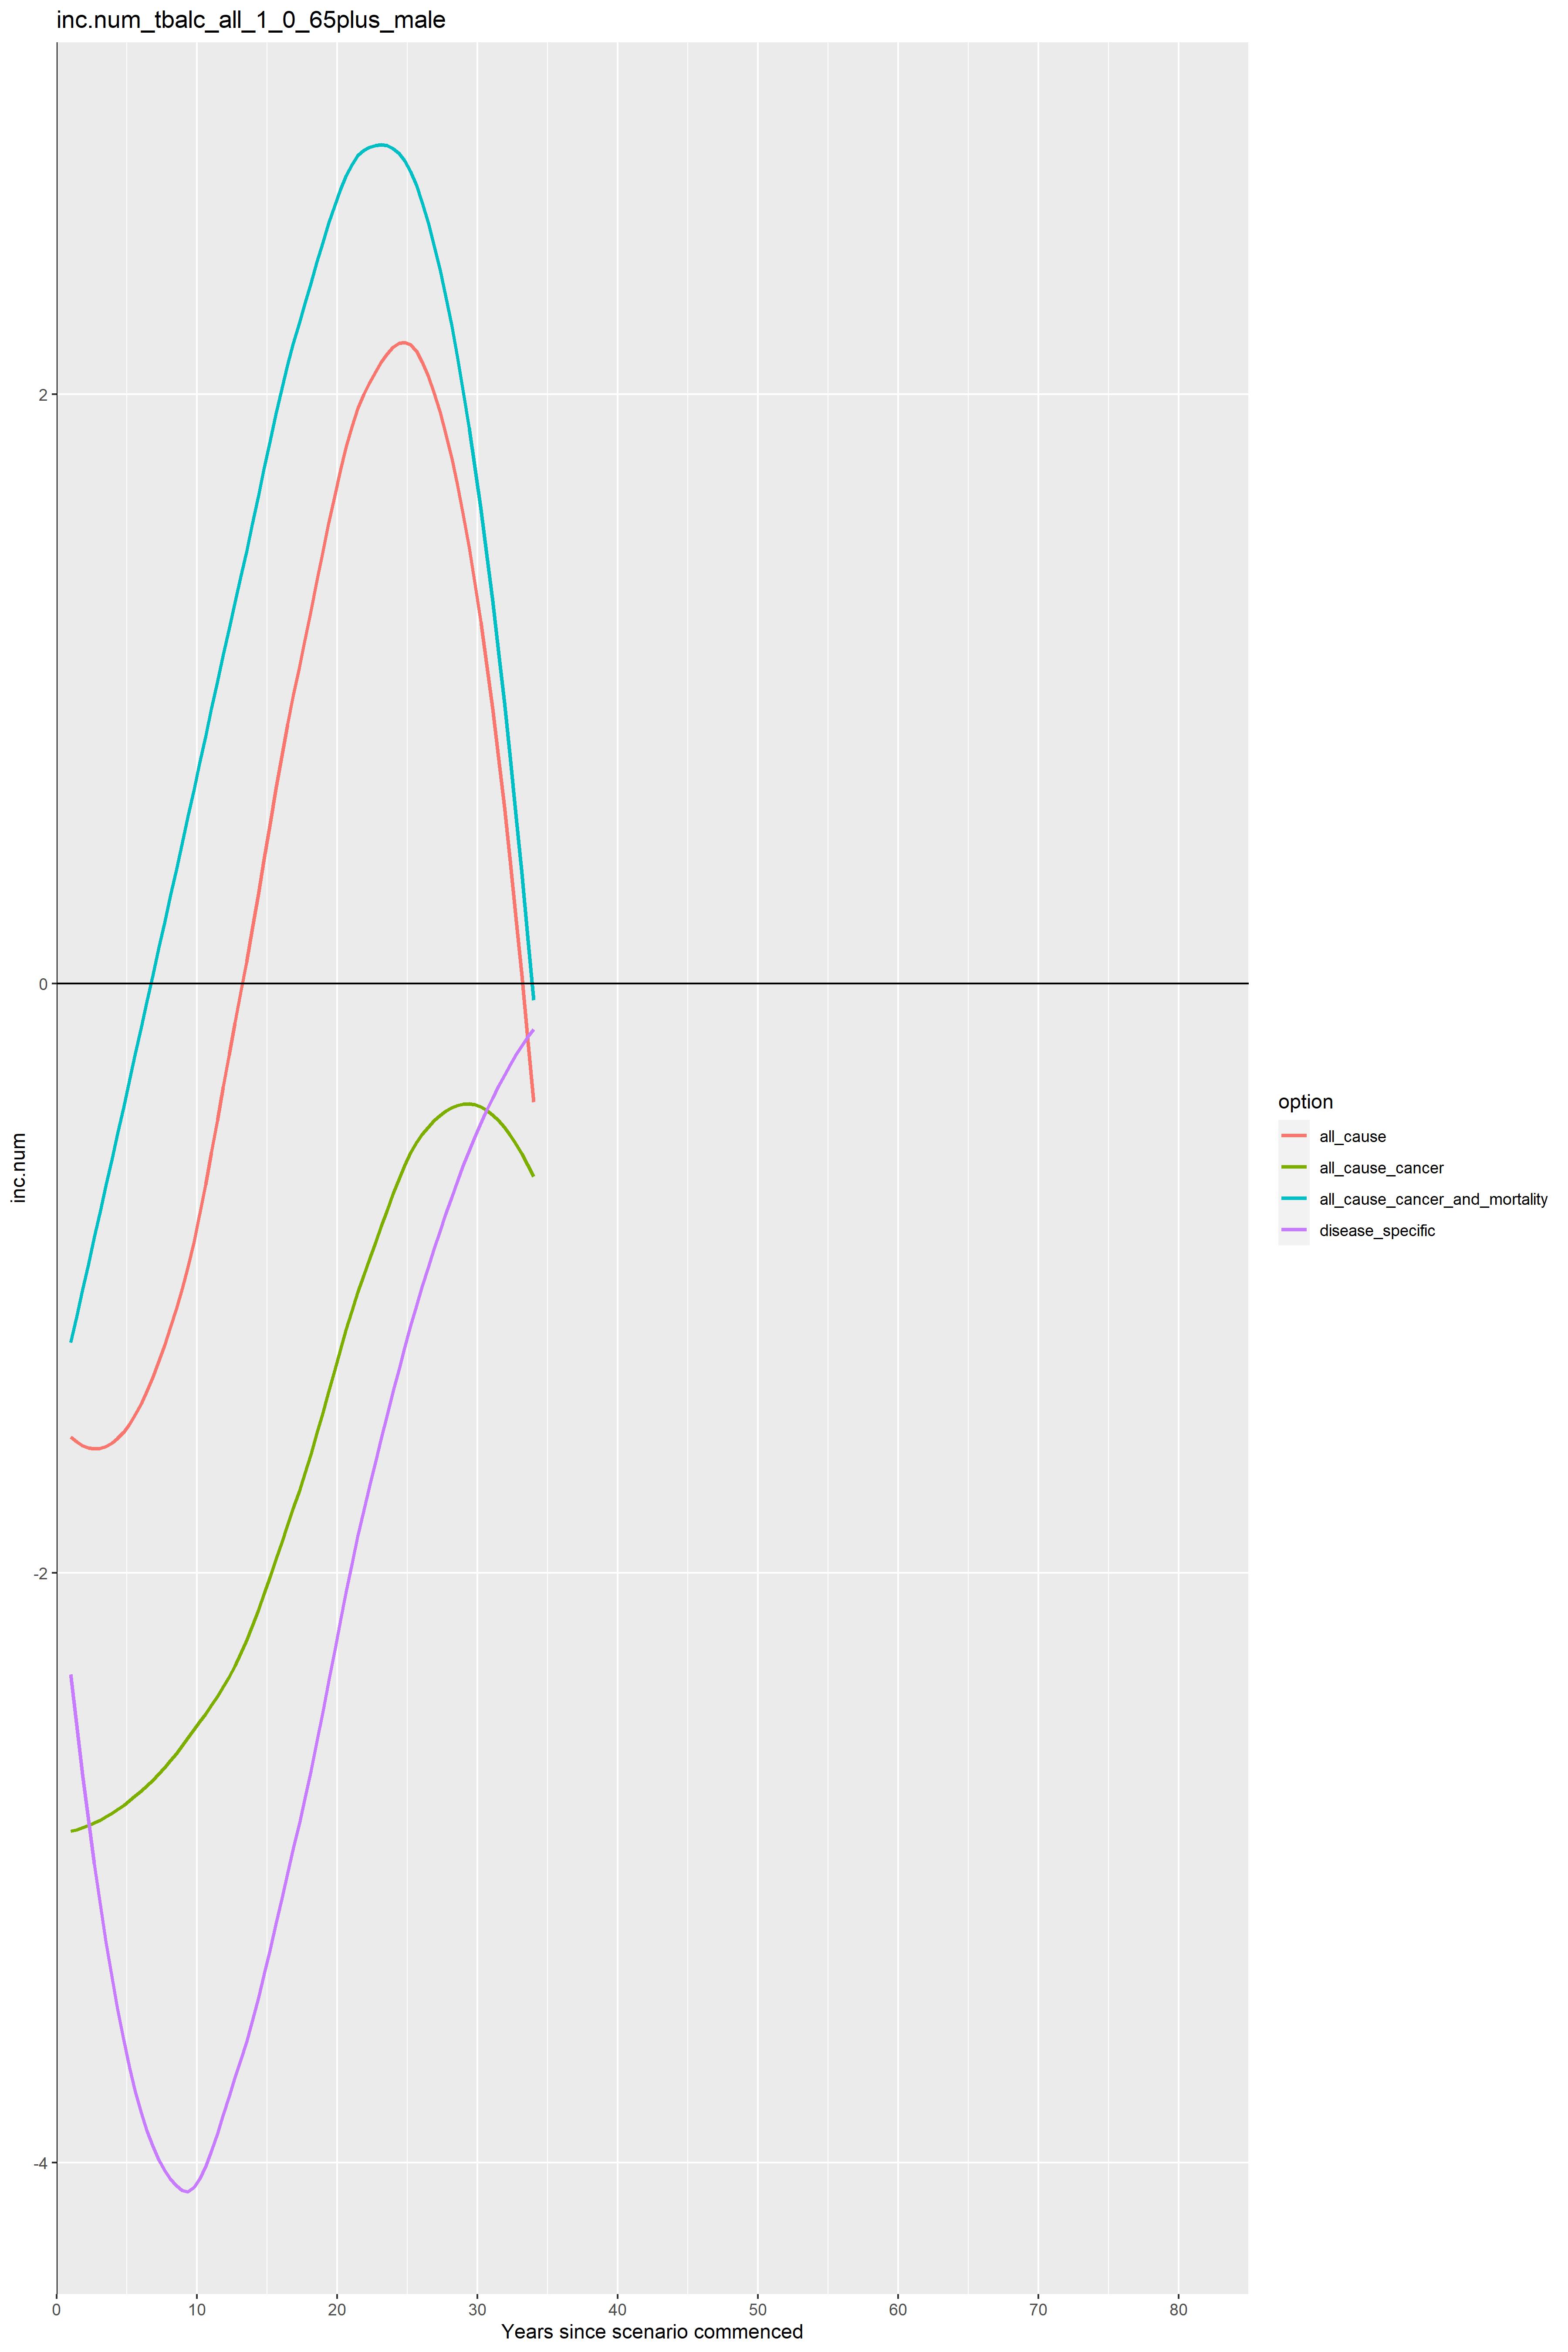 inc.num_tbalc_all_1_0_65plus_male
inc.num
2
0
-2
-4
0 10 20 30 40 50 60 70 80
Years since scenario commenced
option
all_cause
all_cause_cancer
all_cause_cancer_and_mortality
disease_specific